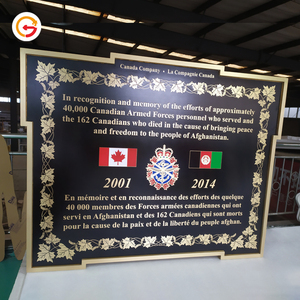 Canada Company • La Compagnie Canada
In recognition and memory of the efforts of approximately
40,000 Canadian Armed Forces personnel who served and
the 162 Canadians who died in the cause of bringing peace
and freedom to the people of Afghanistan.
2001 2014
En mémoire et en reconnaissance des efforts des quelque
40 000 membres des Forces armées canadiennes qui ont
servi en Afghanistan et des 162 Canadiens qui sont morts
pour la cause de la paix et de la liberté du peuple afghan.